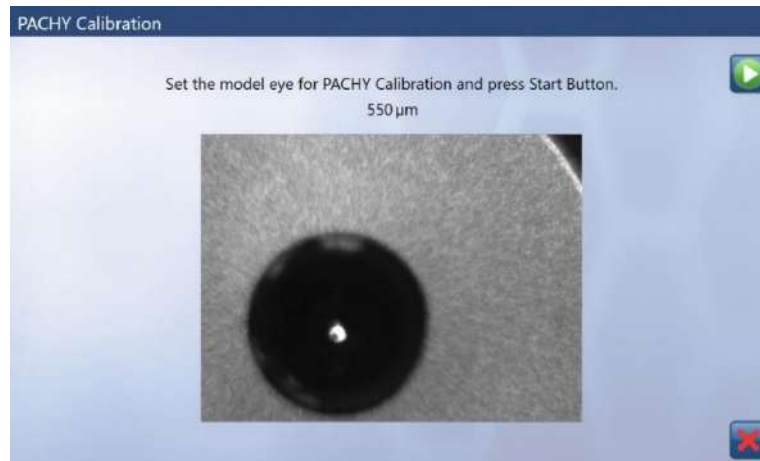 PACHY Calibration
Set the model eye for PACHY Calibration and press Start Button.
550 µm